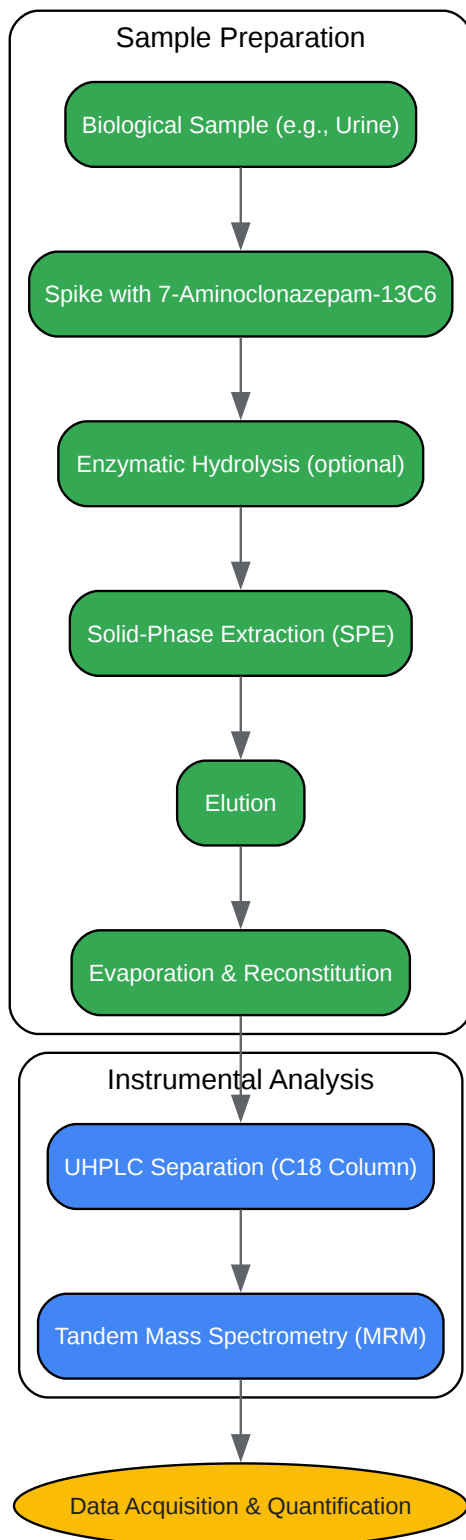 Sample Preparation
Biological Sample (e.g., Urine)
Spike with 7-Aminoclonazepam-13C6
Enzymatic Hydrolysis (optional)
Solid-Phase Extraction (SPE)
Elution
Evaporation & Reconstitution
Instrumental Analysis
UHPLC Separation (C18 Column)
Tandem Mass Spectrometry (MRM)
Data Acquisition & Quantification